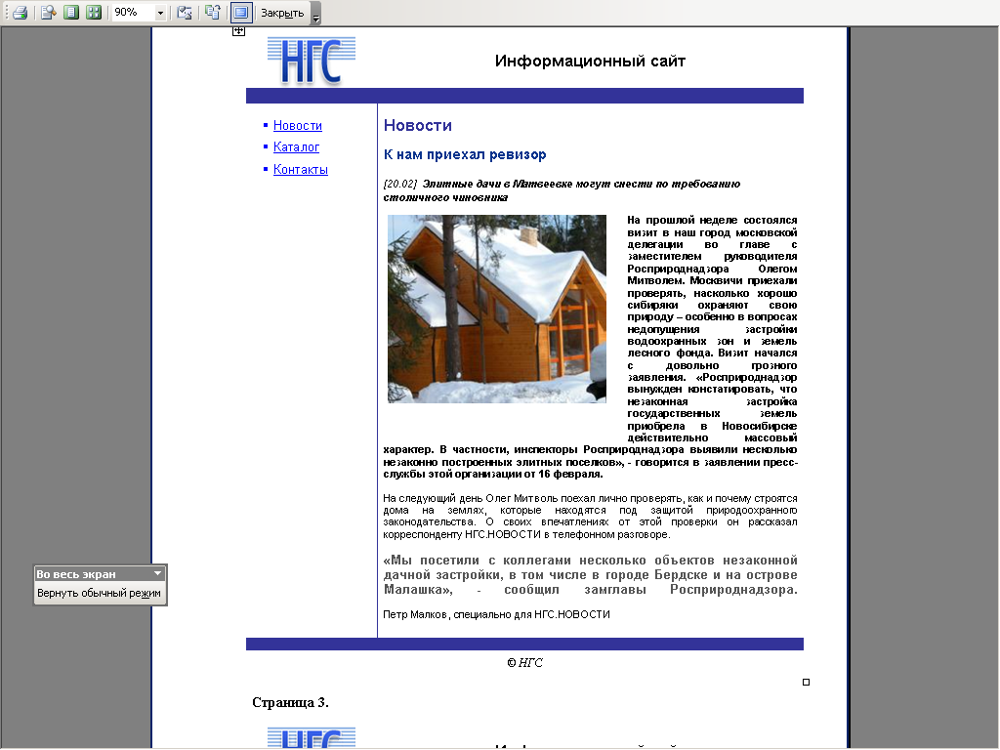 90%
Закрыть
НГС
Информационный сайт
Новости
Каталог
Контакты
Новости
К нам приехал ревизор
[20.02] Элитные дачи в Матвеевке могут снести по требованию
столичного чиновника
На прошлой неделе состоялся
визит в наш город московской
делегации во главе с
заместителем руководителя
Росприроднадзора Олегом
Митволем. Москвичи приехали
проверять, насколько хорошо
сибиряки охраняют свою
природу – особенно в вопросах
недопущения застройки
водоохранных зон и земель
лесного фонда. Визит начался
с довольно грозного
заявления. «Росприроднадзор
вынужден констатировать, что
незаконная застройка
государственных земель
приобрела в Новосибирске
действительно массовый
характер. В частности, инспекторы Росприроднадзора выявили несколько
незаконно построенных элитных поселков», - говорится в заявлении пресс-
службы этой организации от 16 февраля.
На следующий день Олег Митволь поехал лично проверять, как и почему строятся
дома на землях, которые находятся под защитой природоохранного
законодательства. О своих впечатлениях от этой проверки он рассказал
корреспонденту НГС.НОВОСТИ в телефонном разговоре.
«Мы посетили с коллегами несколько объектов незаконной
дачной застройки, в том числе в городе Бердске и на острове
Малашка», - сообщил замглавы Росприроднадзора.
Петр Малков, специально для НГС.НОВОСТИ
Во весь экран
Вернуть обычный режим
© НГС
Страница 3.
НГС